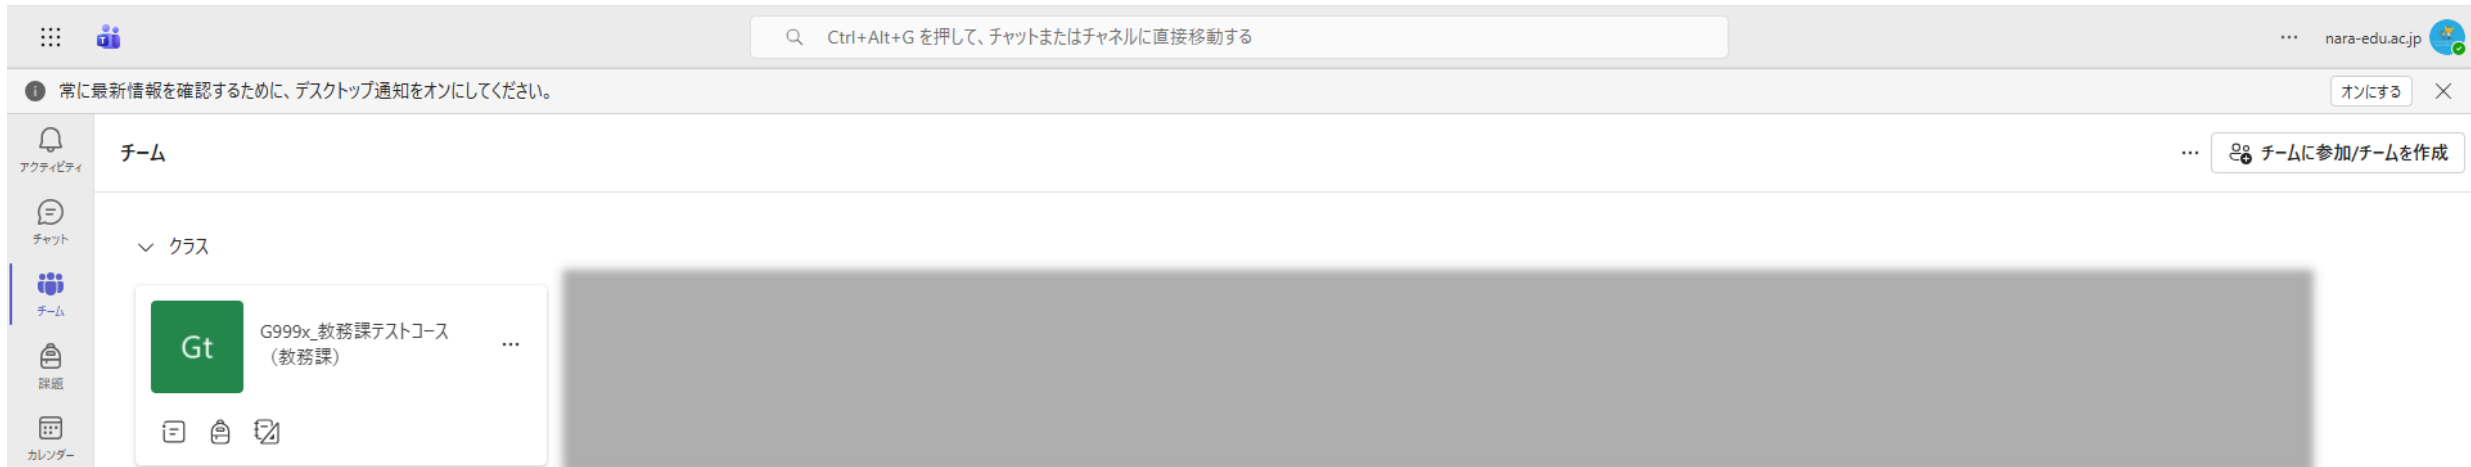 Ctrl+Alt+G を押して、チャットまたはチャネルに直接移動する
nara-edu.ac.jp
常に最新情報を確認するために、デスクトップ通知をオンにしてください。
オンにする
アクティビティ
チーム
チームに参加/チームを作成
チャット
クラス
チーム
Gt
G999x_教務課テストコース
（教務課）
課題
カレンダー